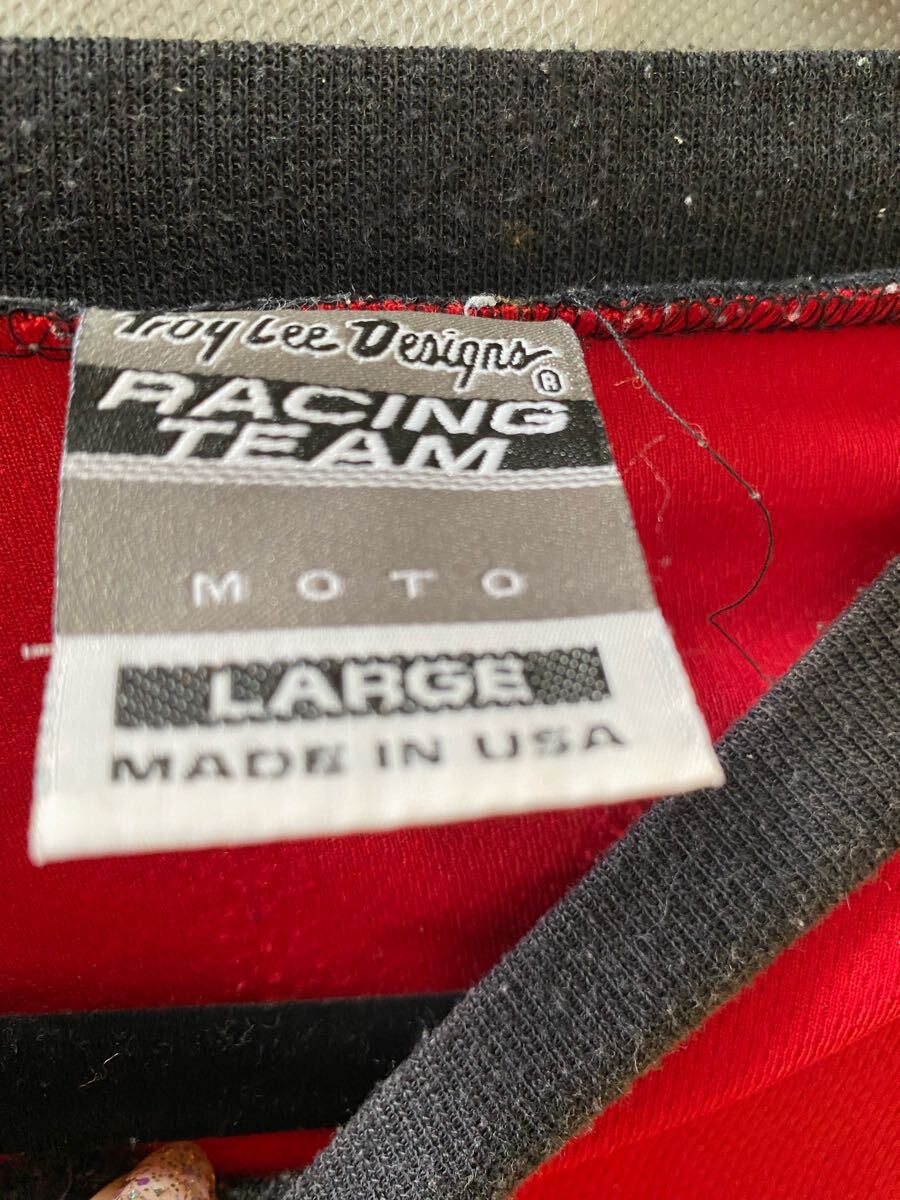 Troy Lee Designs®
RACING
TEAM
MOTO
LARGE
MADE IN USA